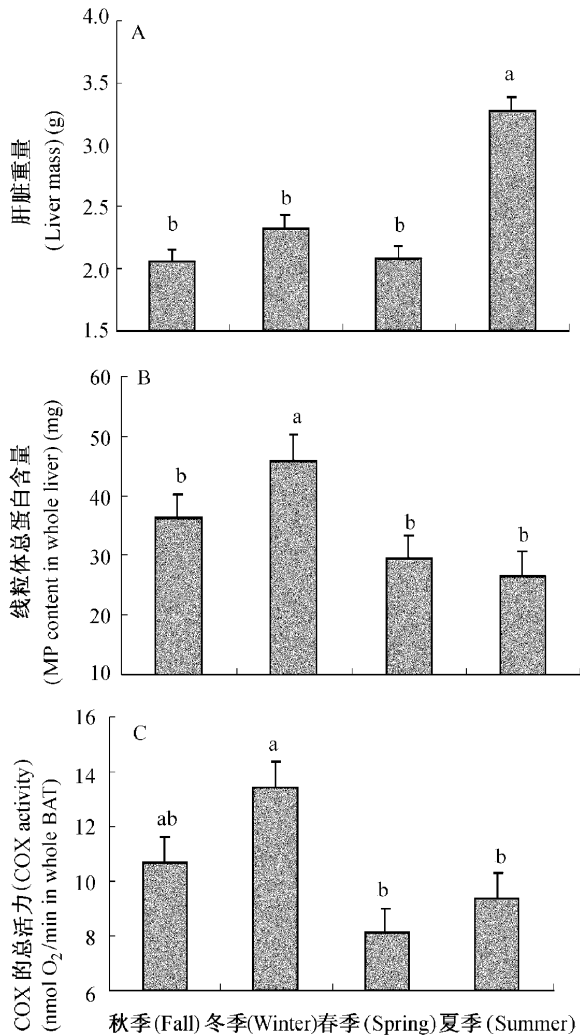 4.0
A
3.5
a
3.0
2.5
b
b
b
2.0
1.5
肝脏重量
(Liver mass) (g)
60
B
50
a
40
b
30
b
b
20
10
线粒体总蛋白含量
(MP content in whole liver) (mg)
16
C
14
a
12
ab
10
b
b
8
6
COX 的总活力(COX activity)
(nmol O₂/min in whole BAT)
秋季(Fall) 冬季(Winter)春季(Spring)夏季(Summer)